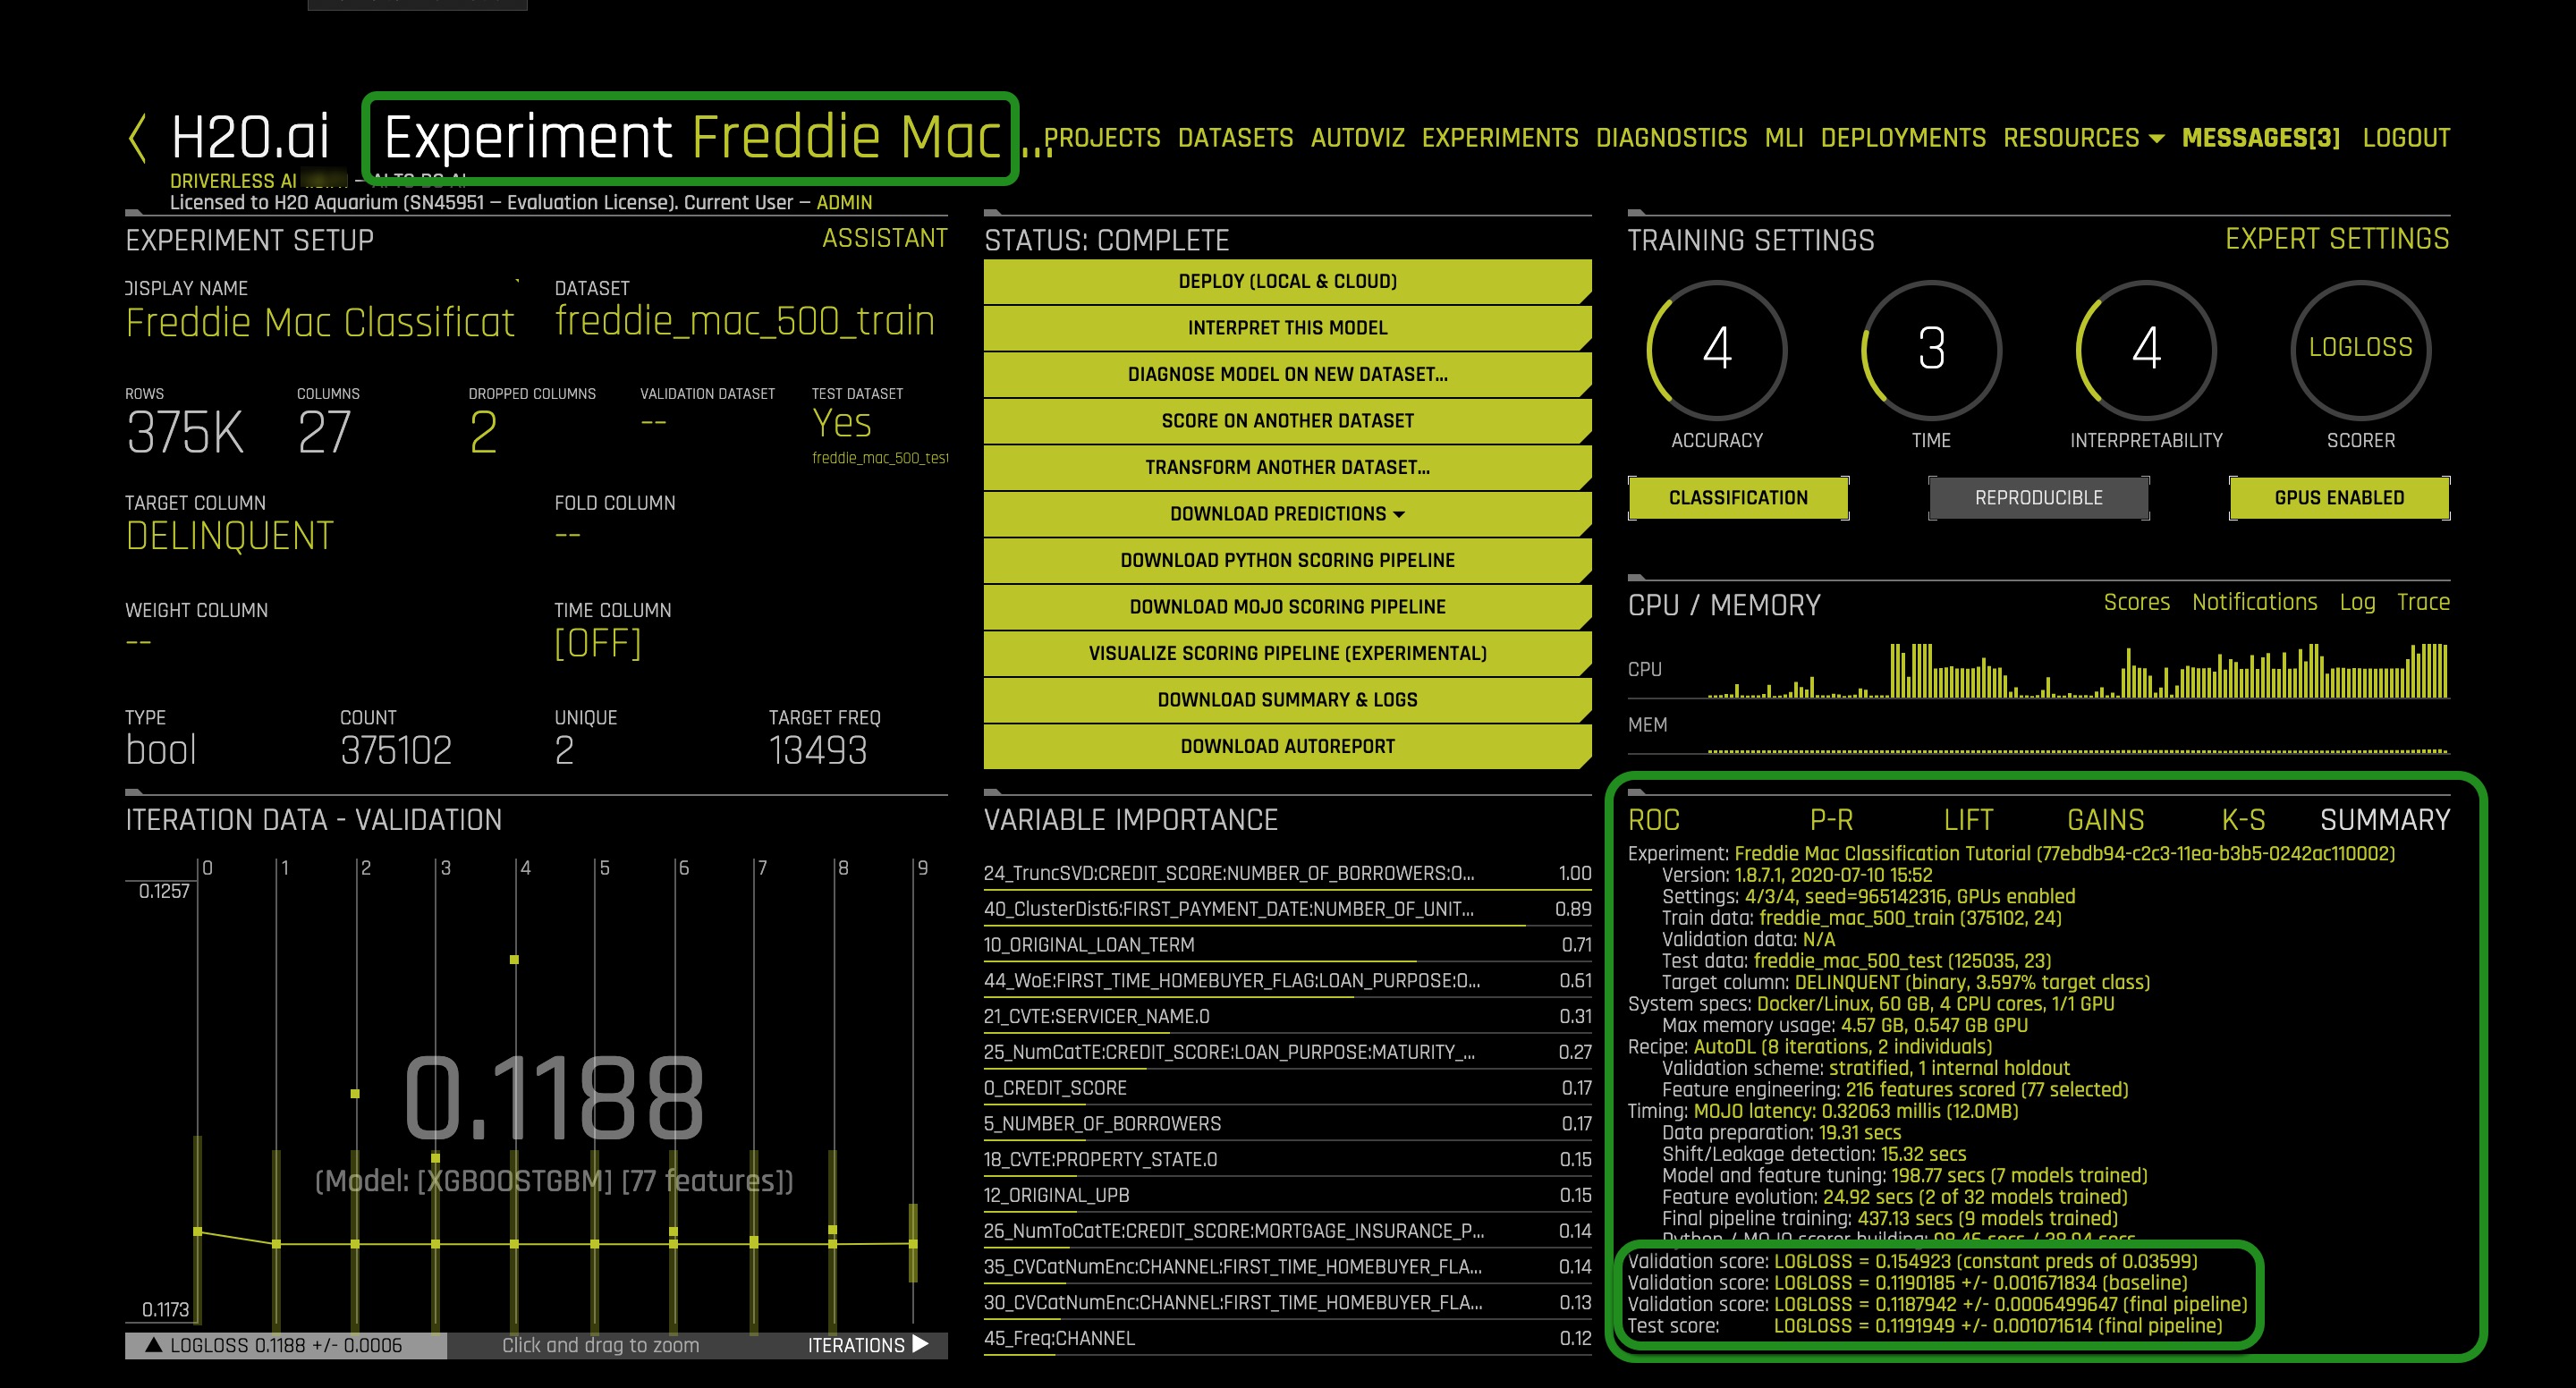 H2O.ai Experiment Freddie Mac ...
PROJECTS DATASETS AUTOVIZ EXPERIMENTS DIAGNOSTICS MLI DEPLOYMENTS RESOURCES MESSAGES[3] LOGOUT
DRIVERLESS AI
Licensed to H2O Aquarium (SN45951 – Evaluation License). Current User – ADMIN
EXPERIMENT SETUP ASSISTANT
DISPLAY NAME DATASET
Freddie Mac Classificat freddie_mac_500_train
ROWS COLUMNS DROPPED COLUMNS VALIDATION DATASET TEST DATASET
375K 27 2 -- Yes
freddie_mac_500_test
TARGET COLUMN FOLD COLUMN
DELINQUENT --
WEIGHT COLUMN TIME COLUMN
-- [OFF]
TYPE COUNT UNIQUE TARGET FREQ
bool 375102 2 13493
STATUS: COMPLETE
DEPLOY (LOCAL & CLOUD)
INTERPRET THIS MODEL
DIAGNOSE MODEL ON NEW DATASET...
SCORE ON ANOTHER DATASET
TRANSFORM ANOTHER DATASET...
DOWNLOAD PREDICTIONS
DOWNLOAD PYTHON SCORING PIPELINE
DOWNLOAD MOJO SCORING PIPELINE
VISUALIZE SCORING PIPELINE (EXPERIMENTAL)
DOWNLOAD SUMMARY & LOGS
DOWNLOAD AUTOREPORT
TRAINING SETTINGS EXPERT SETTINGS
4 3 4 LOGLOSS
ACCURACY TIME INTERPRETABILITY SCORER
CLASSIFICATION REPRODUCIBLE GPUS ENABLED
CPU / MEMORY Scores Notifications Log Trace
CPU
MEM
ITERATION DATA - VALIDATION
0 1 2 3 4 5 6 7 8 9
0.1257
0.1188
(Model: [XGBOOSTGBM] [77 features])
0.1173
LOGLOSS 0.1188 +/- 0.0006 Click and drag to zoom ITERATIONS
VARIABLE IMPORTANCE
24_TruncSVD:CREDIT_SCORE:NUMBER_OF_BORROWERS:O... 1.00
40_ClusterDist6:FIRST_PAYMENT_DATE:NUMBER_OF_UNIT... 0.89
10_ORIGINAL_LOAN_TERM 0.71
44_WoE:FIRST_TIME_HOMEBUYER_FLAG:LOAN_PURPOSE:O... 0.61
21_CVTE:SERVICER_NAME.0 0.31
25_NumCatTE:CREDIT_SCORE:LOAN_PURPOSE:MATURITY_... 0.27
0_CREDIT_SCORE 0.17
5_NUMBER_OF_BORROWERS 0.17
18_CVTE:PROPERTY_STATE.0 0.15
12_ORIGINAL_UPB 0.15
26_NumToCatTE:CREDIT_SCORE:MORTGAGE_INSURANCE_P... 0.14
35_CVCatNumEnc:CHANNEL:FIRST_TIME_HOMEBUYER_FLA... 0.14
30_CVCatNumEnc:CHANNEL:FIRST_TIME_HOMEBUYER_FLA... 0.13
45_Freq:CHANNEL 0.12
ROC P-R LIFT GAINS K-S SUMMARY
Experiment: Freddie Mac Classification Tutorial (77ebdb94-c2c3-11ea-b3b5-0242ac110002)
Version: 1.8.7.1, 2020-07-10 15:52
Settings: 4/3/4, seed=965142316, GPUs enabled
Train data: freddie_mac_500_train (375102, 24)
Validation data: N/A
Test data: freddie_mac_500_test (125035, 23)
Target column: DELINQUENT (binary, 3.597% target class)
System specs: Docker/Linux, 60 GB, 4 CPU cores, 1/1 GPU
Max memory usage: 4.57 GB, 0.547 GB GPU
Recipe: AutoDL (8 iterations, 2 individuals)
Validation scheme: stratified, 1 internal holdout
Feature engineering: 216 features scored (77 selected)
Timing: MOJO latency: 0.32063 millis (12.0MB)
Data preparation: 19.31 secs
Shift/Leakage detection: 15.32 secs
Model and feature tuning: 198.77 secs (7 models trained)
Feature evolution: 24.92 secs (2 of 32 models trained)
Final pipeline training: 437.13 secs (9 models trained)
Python / MOJO scorer building:
Validation score: LOGLOSS = 0.154923 (constant preds of 0.03599)
Validation score: LOGLOSS = 0.1190185 +/- 0.001671834 (baseline)
Validation score: LOGLOSS = 0.1187942 +/- 0.0006499647 (final pipeline)
Test score: LOGLOSS = 0.1191949 +/- 0.001071614 (final pipeline)